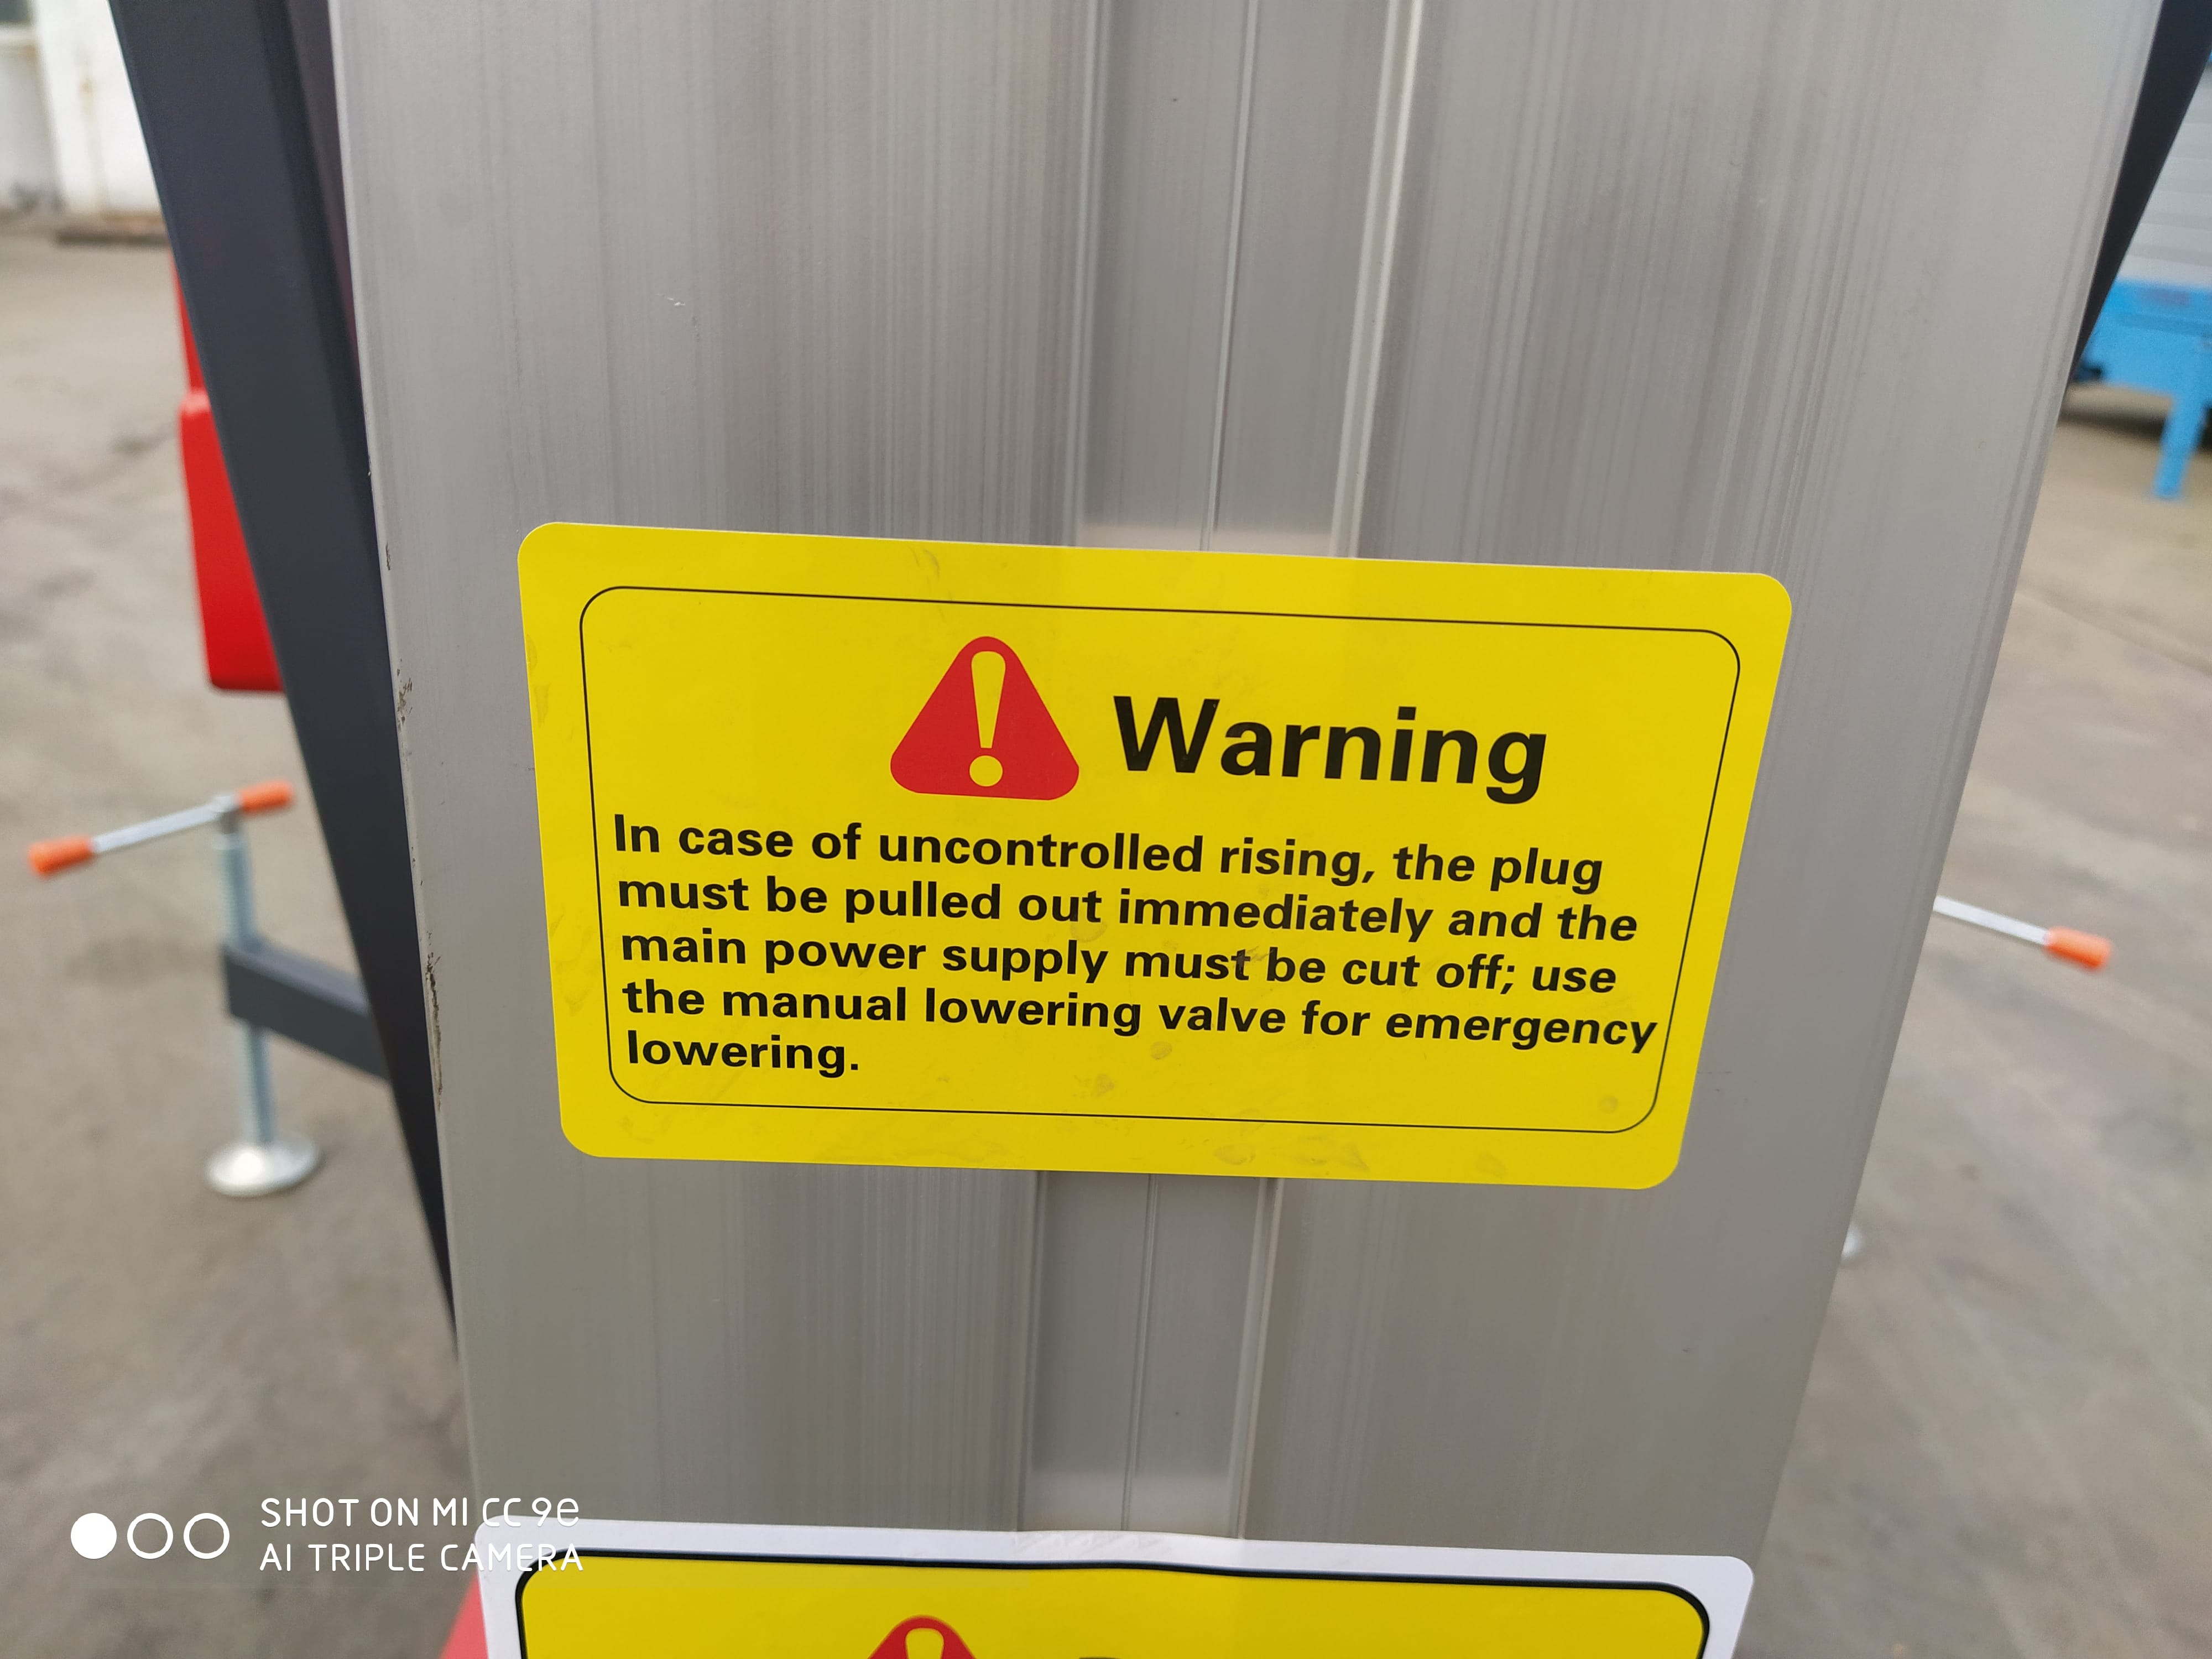 Warning
In case of uncontrolled rising, the plug
must be pulled out immediately and the
main power supply must be cut off; use
the manual lowering valve for emergency
lowering.
SHOT ON MI CC 9e
AI TRIPLE CAMERA